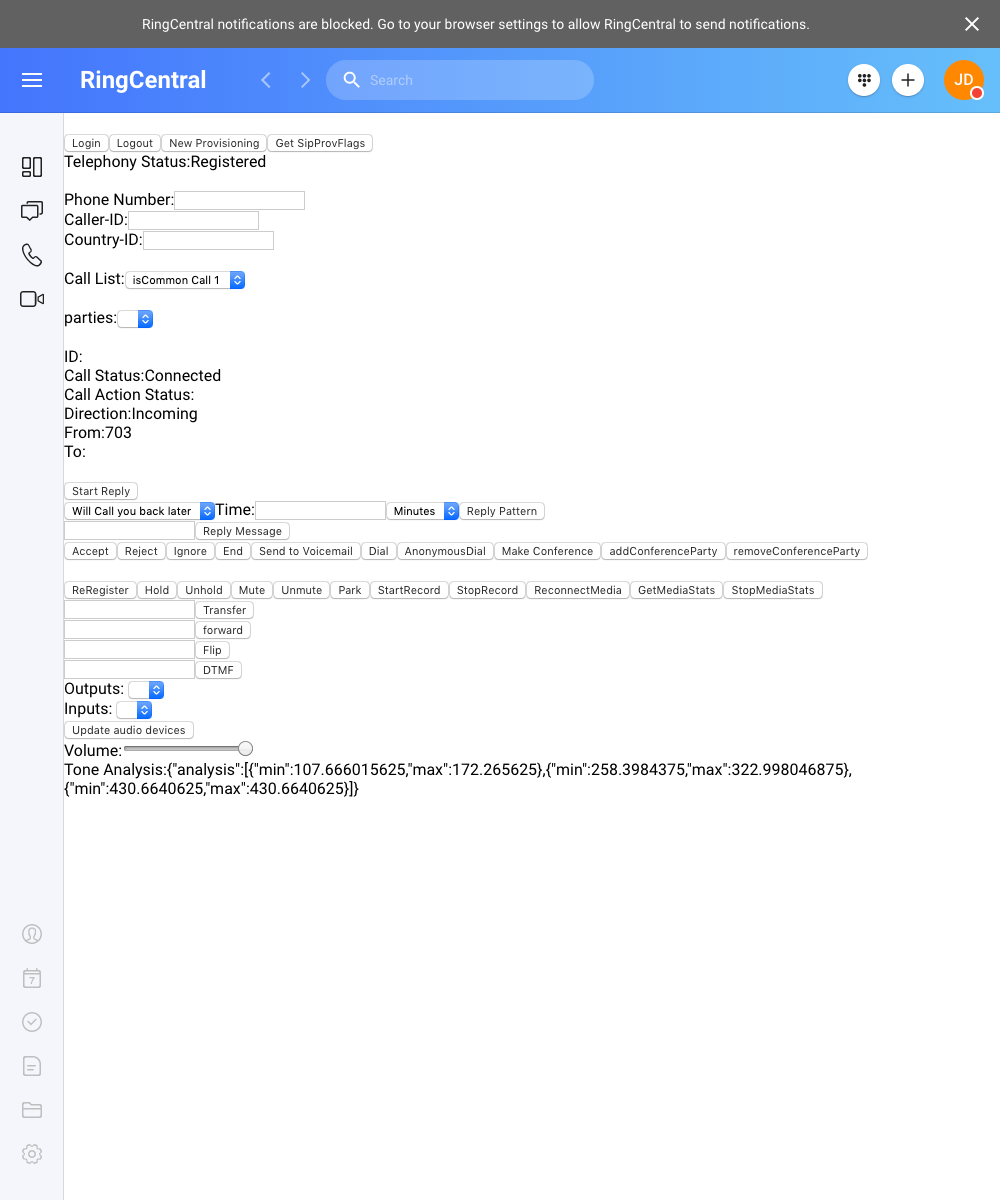 RingCentral notifications are blocked. Go to your browser settings to allow RingCentral to send notifications.
RingCentral Search JD
Login Logout New Provisioning Get SipProvFlags
Telephony Status:Registered
Phone Number:
Caller-ID:
Country-ID:
Call List: isCommon Call 1
parties:
ID:
Call Status:Connected
Call Action Status:
Direction:Incoming
From:703
To:
Start Reply
Will Call you back later Time: Minutes Reply Pattern
Reply Message
Accept Reject Ignore End Send to Voicemail Dial AnonymousDial Make Conference addConferenceParty removeConferenceParty
ReRegister Hold Unhold Mute Unmute Park StartRecord StopRecord ReconnectMedia GetMediaStats StopMediaStats
Transfer
forward
Flip
DTMF
Outputs:
Inputs:
Update audio devices
Volume:
Tone Analysis:{"analysis":[{"min":107.666015625,"max":172.265625},{"min":258.3984375,"max":322.998046875},
{"min":430.6640625,"max":430.6640625}]}
7